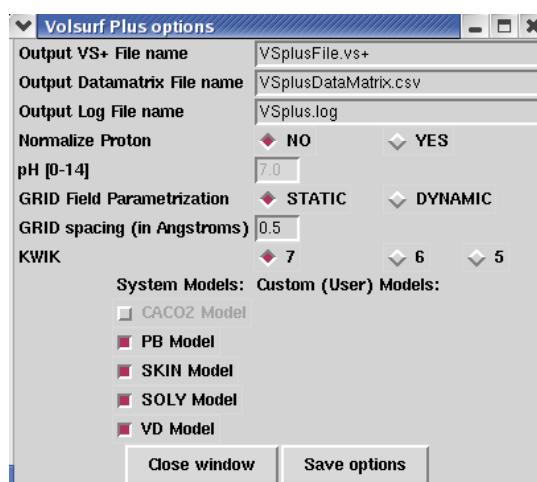 Volsurf Plus options
Output VS+ File name VSplusFile.vs+
Output Datamatrix File name VSplusDataMatrix.csv
Output Log File name VSplus.log
Normalize Proton NO YES
pH [0-14] 7.0
GRID Field Parametrization STATIC DYNAMIC
GRID spacing (in Angstroms) 0.5
KWIK 7 6 5
System Models: Custom (User) Models:
CACO2 Model
PB Model
SKIN Model
SOLY Model
VD Model
Close window Save options